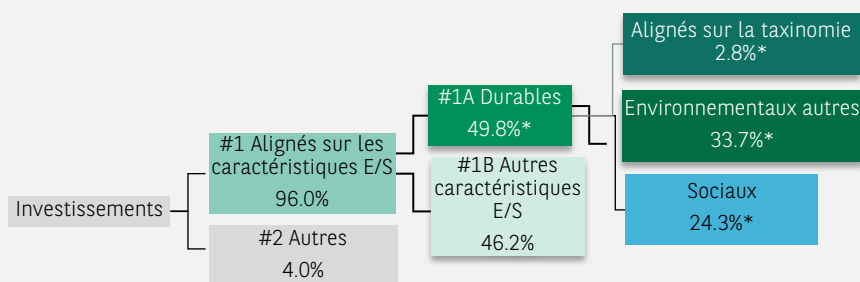 Investissements
#1 Alignés sur les
caractéristiques E/S
96.0%
#2 Autres
4.0%
#1A Durables
49.8%*
#1B Autres
caractéristiques
E/S
46.2%
Alignés sur la taxinomie
2.8%*
Environnementaux autres
33.7%*
Sociaux
24.3%*